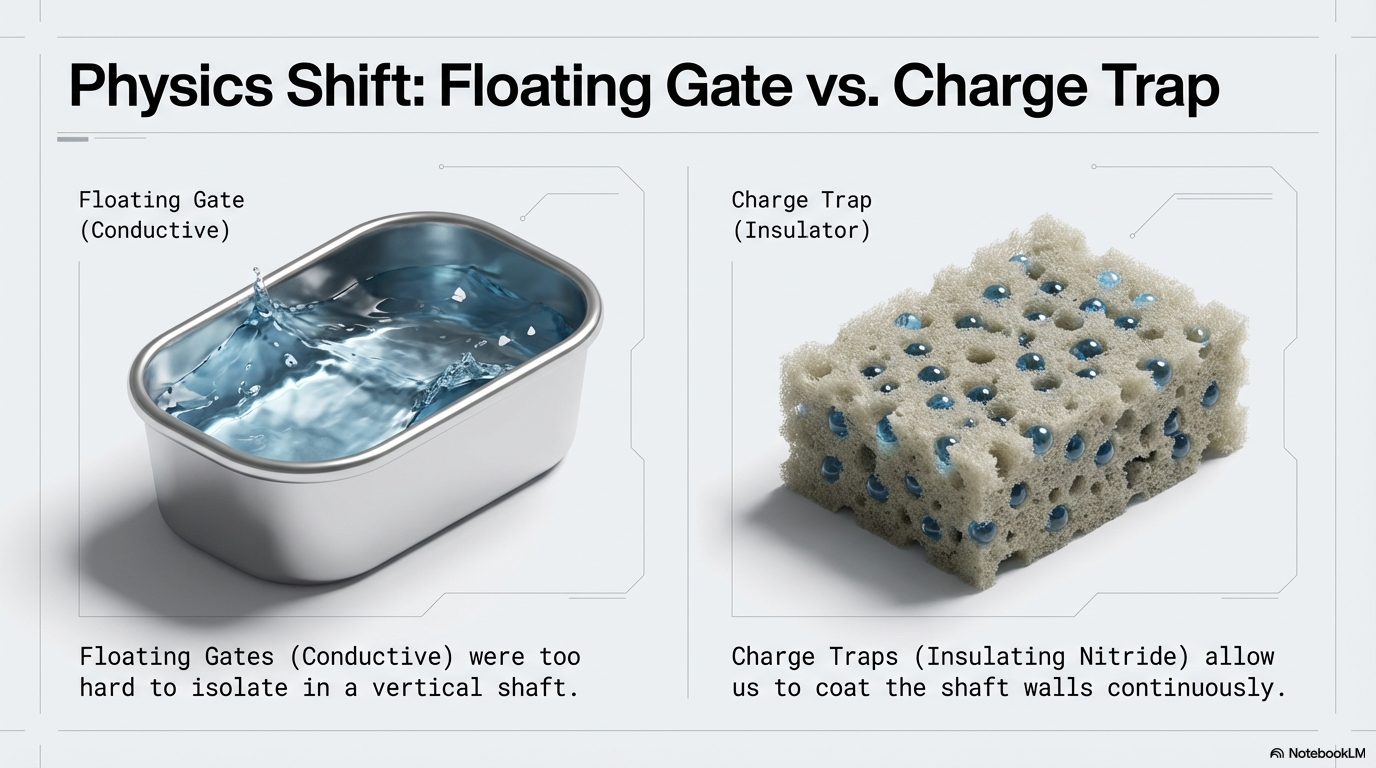 Physics Shift: Floating Gate vs. Charge Trap
Floating Gate
(Conductive)
Charge Trap
(Insulator)
Floating Gates (Conductive) were too
hard to isolate in a vertical shaft.
Charge Traps (Insulating Nitride) allow
us to coat the shaft walls continuously.
NotebookLM